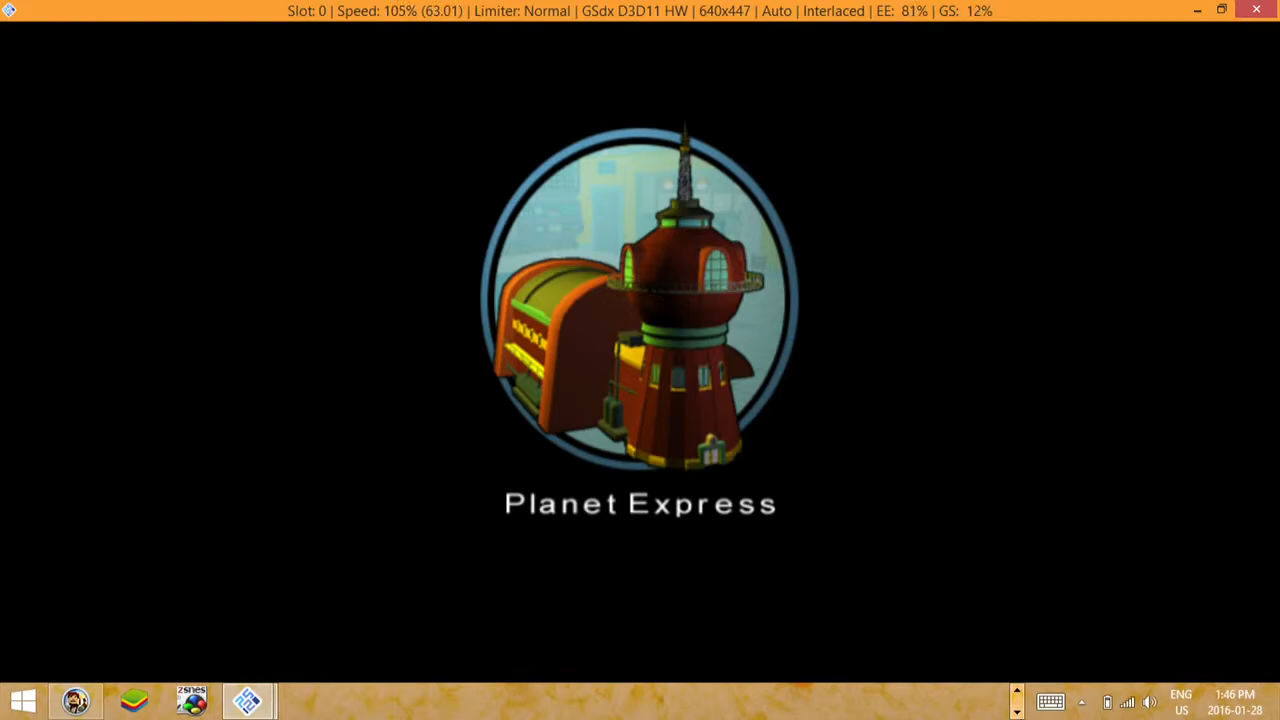 Slot: 0 | Speed: 105% (63.01) | Limiter: Normal | GSdx D3D11 HW | 640x447 | Auto | Interlaced | EE: 81% | GS: 12%
Planet Express
ZSNES
ENG
US
1:46 PM
2016-01-28